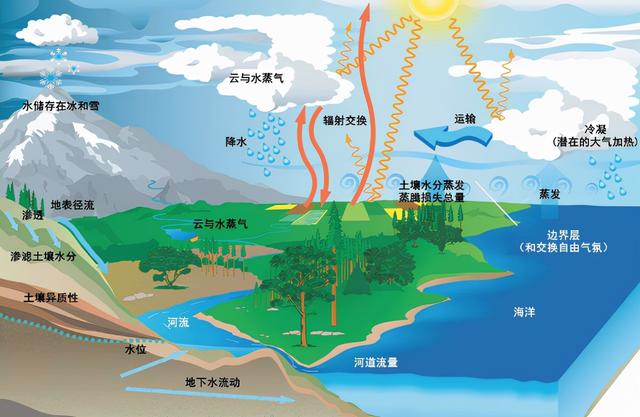 云与水蒸气
水储存在冰和雪
降水
辐射交换
运输
冷凝
(潜在的大气加热)
土壤水分蒸发
蒸腾损失总量
蒸发
渗透
地表径流
云与水蒸气
边界层
(和交换自由气氛)
渗滤土壤水分
土壤异质性
河流
海洋
水位
河道流量
地下水流动